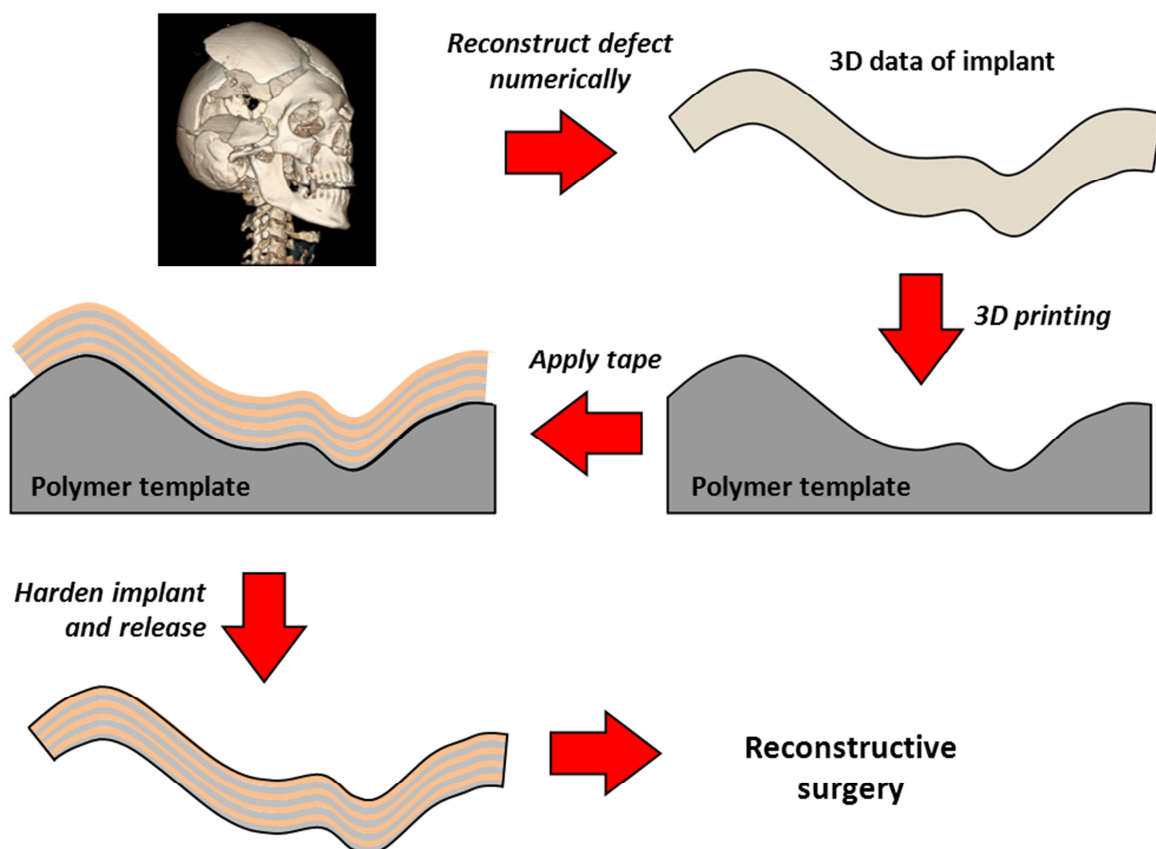 Reconstruct defect
numerically
3D data of implant
3D printing
Apply tape
Polymer template
Polymer template
Harden implant
and release
Reconstructive
surgery